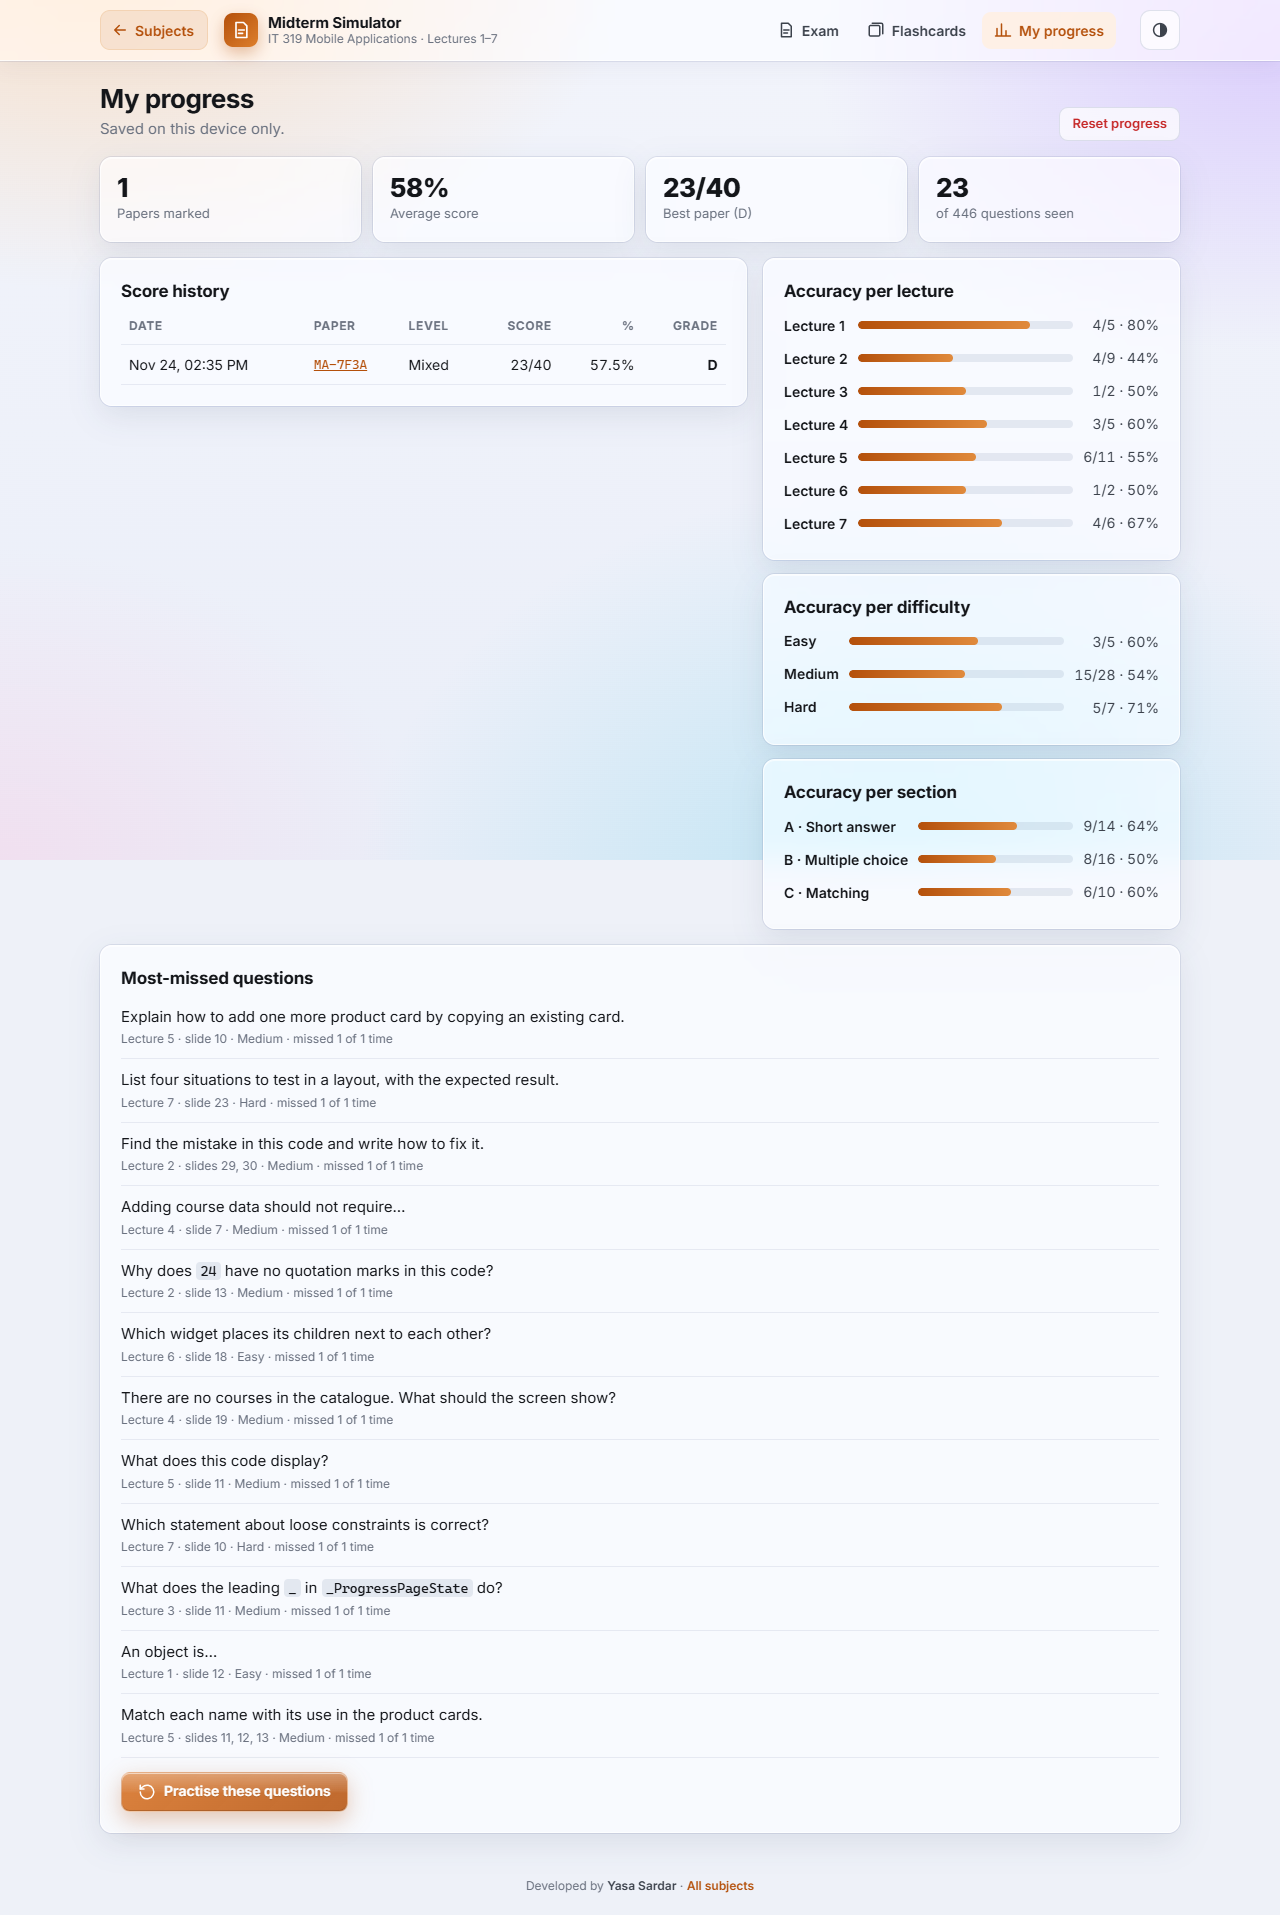 Subjects
Midterm Simulator
IT 319 Mobile Applications · Lectures 1–7
Exam
Flashcards
My progress
My progress
Saved on this device only.
Reset progress
1
Papers marked
58%
Average score
23/40
Best paper (D)
23
of 446 questions seen
Score history
DATE PAPER LEVEL SCORE % GRADE
Nov 24, 02:35 PM MA-7F3A Mixed 23/40 57.5% D
Accuracy per lecture
Lecture 1 4/5 · 80%
Lecture 2 4/9 · 44%
Lecture 3 1/2 · 50%
Lecture 4 3/5 · 60%
Lecture 5 6/11 · 55%
Lecture 6 1/2 · 50%
Lecture 7 4/6 · 67%
Accuracy per difficulty
Easy 3/5 · 60%
Medium 15/28 · 54%
Hard 5/7 · 71%
Accuracy per section
A · Short answer 9/14 · 64%
B · Multiple choice 8/16 · 50%
C · Matching 6/10 · 60%
Most-missed questions
Explain how to add one more product card by copying an existing card.
Lecture 5 · slide 10 · Medium · missed 1 of 1 time
List four situations to test in a layout, with the expected result.
Lecture 7 · slide 23 · Hard · missed 1 of 1 time
Find the mistake in this code and write how to fix it.
Lecture 2 · slides 29, 30 · Medium · missed 1 of 1 time
Adding course data should not require…
Lecture 4 · slide 7 · Medium · missed 1 of 1 time
Why does 24 have no quotation marks in this code?
Lecture 2 · slide 13 · Medium · missed 1 of 1 time
Which widget places its children next to each other?
Lecture 6 · slide 18 · Easy · missed 1 of 1 time
There are no courses in the catalogue. What should the screen show?
Lecture 4 · slide 19 · Medium · missed 1 of 1 time
What does this code display?
Lecture 5 · slide 11 · Medium · missed 1 of 1 time
Which statement about loose constraints is correct?
Lecture 7 · slide 10 · Hard · missed 1 of 1 time
What does the leading _ in _ProgressPageState do?
Lecture 3 · slide 11 · Medium · missed 1 of 1 time
An object is…
Lecture 1 · slide 12 · Easy · missed 1 of 1 time
Match each name with its use in the product cards.
Lecture 5 · slides 11, 12, 13 · Medium · missed 1 of 1 time
Practise these questions
Developed by Yasa Sardar · All subjects